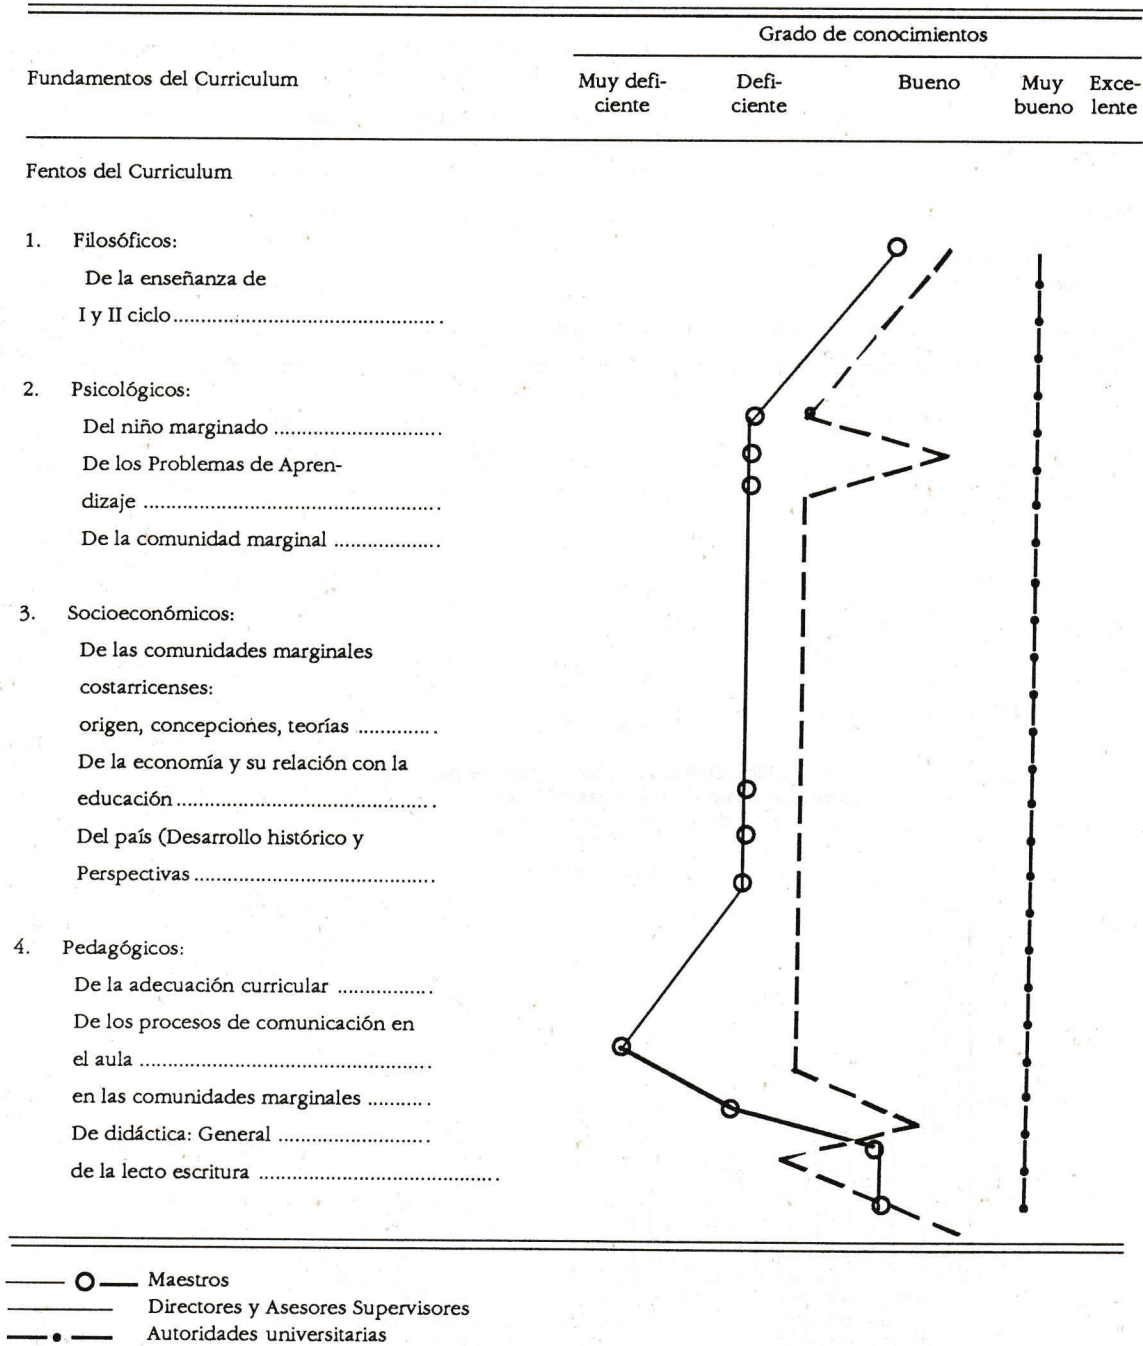 Grado de conocimientos
Fundamentos del Curriculum
Muy defi-
ciente
Defi-
ciente
Bueno
Muy
bueno
Exce-
lente
Fentos del Curriculum
1. Filosóficos:
De la enseñanza de
I y II ciclo................................................
2. Psicológicos:
Del niño marginado ..............................
De los Problemas de Apren-
dizaje .....................................................
De la comunidad marginal ...................
3. Socioeconómicos:
De las comunidades marginales
costarricenses:
origen, concepciones, teorías ..............
De la economía y su relación con la
educación..............................................
Del país (Desarrollo histórico y
Perspectivas ...........................................
4. Pedagógicos:
De la adecuación curricular .................
De los procesos de comunicación en
el aula ....................................................
en las comunidades marginales ...........
De didáctica: General ...........................
de la lecto escritura ...........................................
Maestros
Directores y Asesores Supervisores
Autoridades universitarias